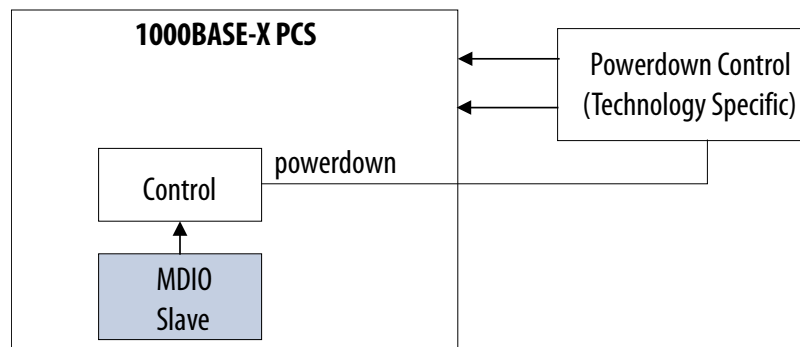 1000BASE-X PCS
Powerdown Control
(Technology Specific)
powerdown
Control
MDIO
Slave